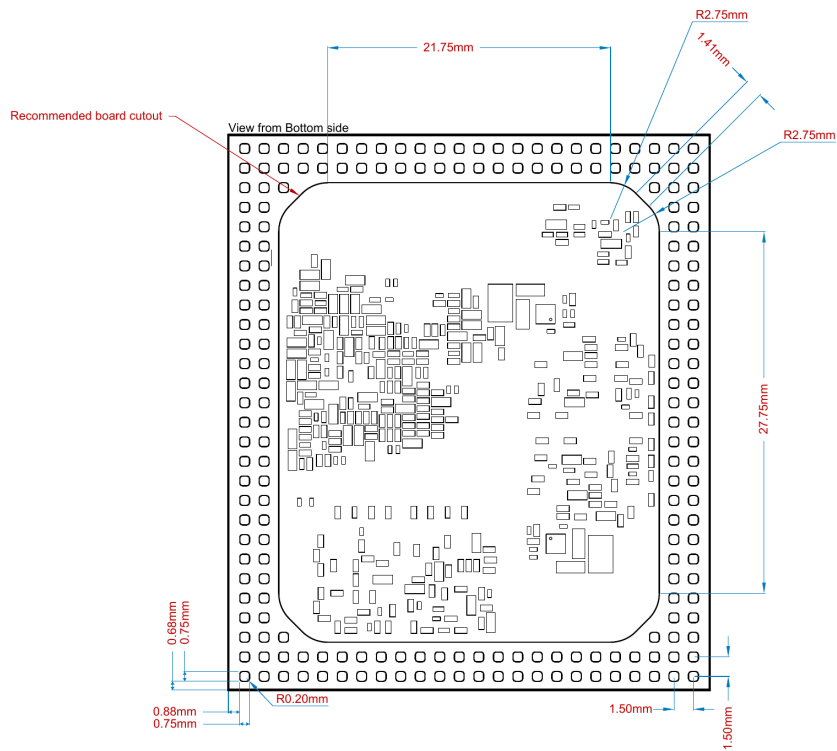 R2.75mm
21.75mm
1.41mm
Recommended board cutout
View from Bottom side
R2.75mm
27.75mm
0.68mm
0.75mm
R0.20mm
0.88mm
0.75mm
1.50mm
1.50mm